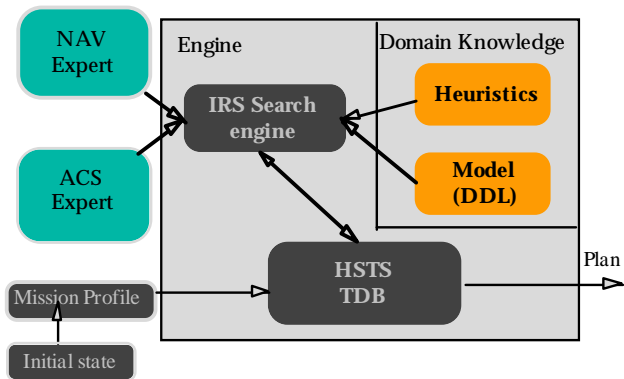 NAV
Expert
Engine
Domain Knowledge
IRS Search
engine
Heuristics
ACS
Expert
Model
(DDL)
HSTS
TDB
Plan
Mission Profile
Initial state